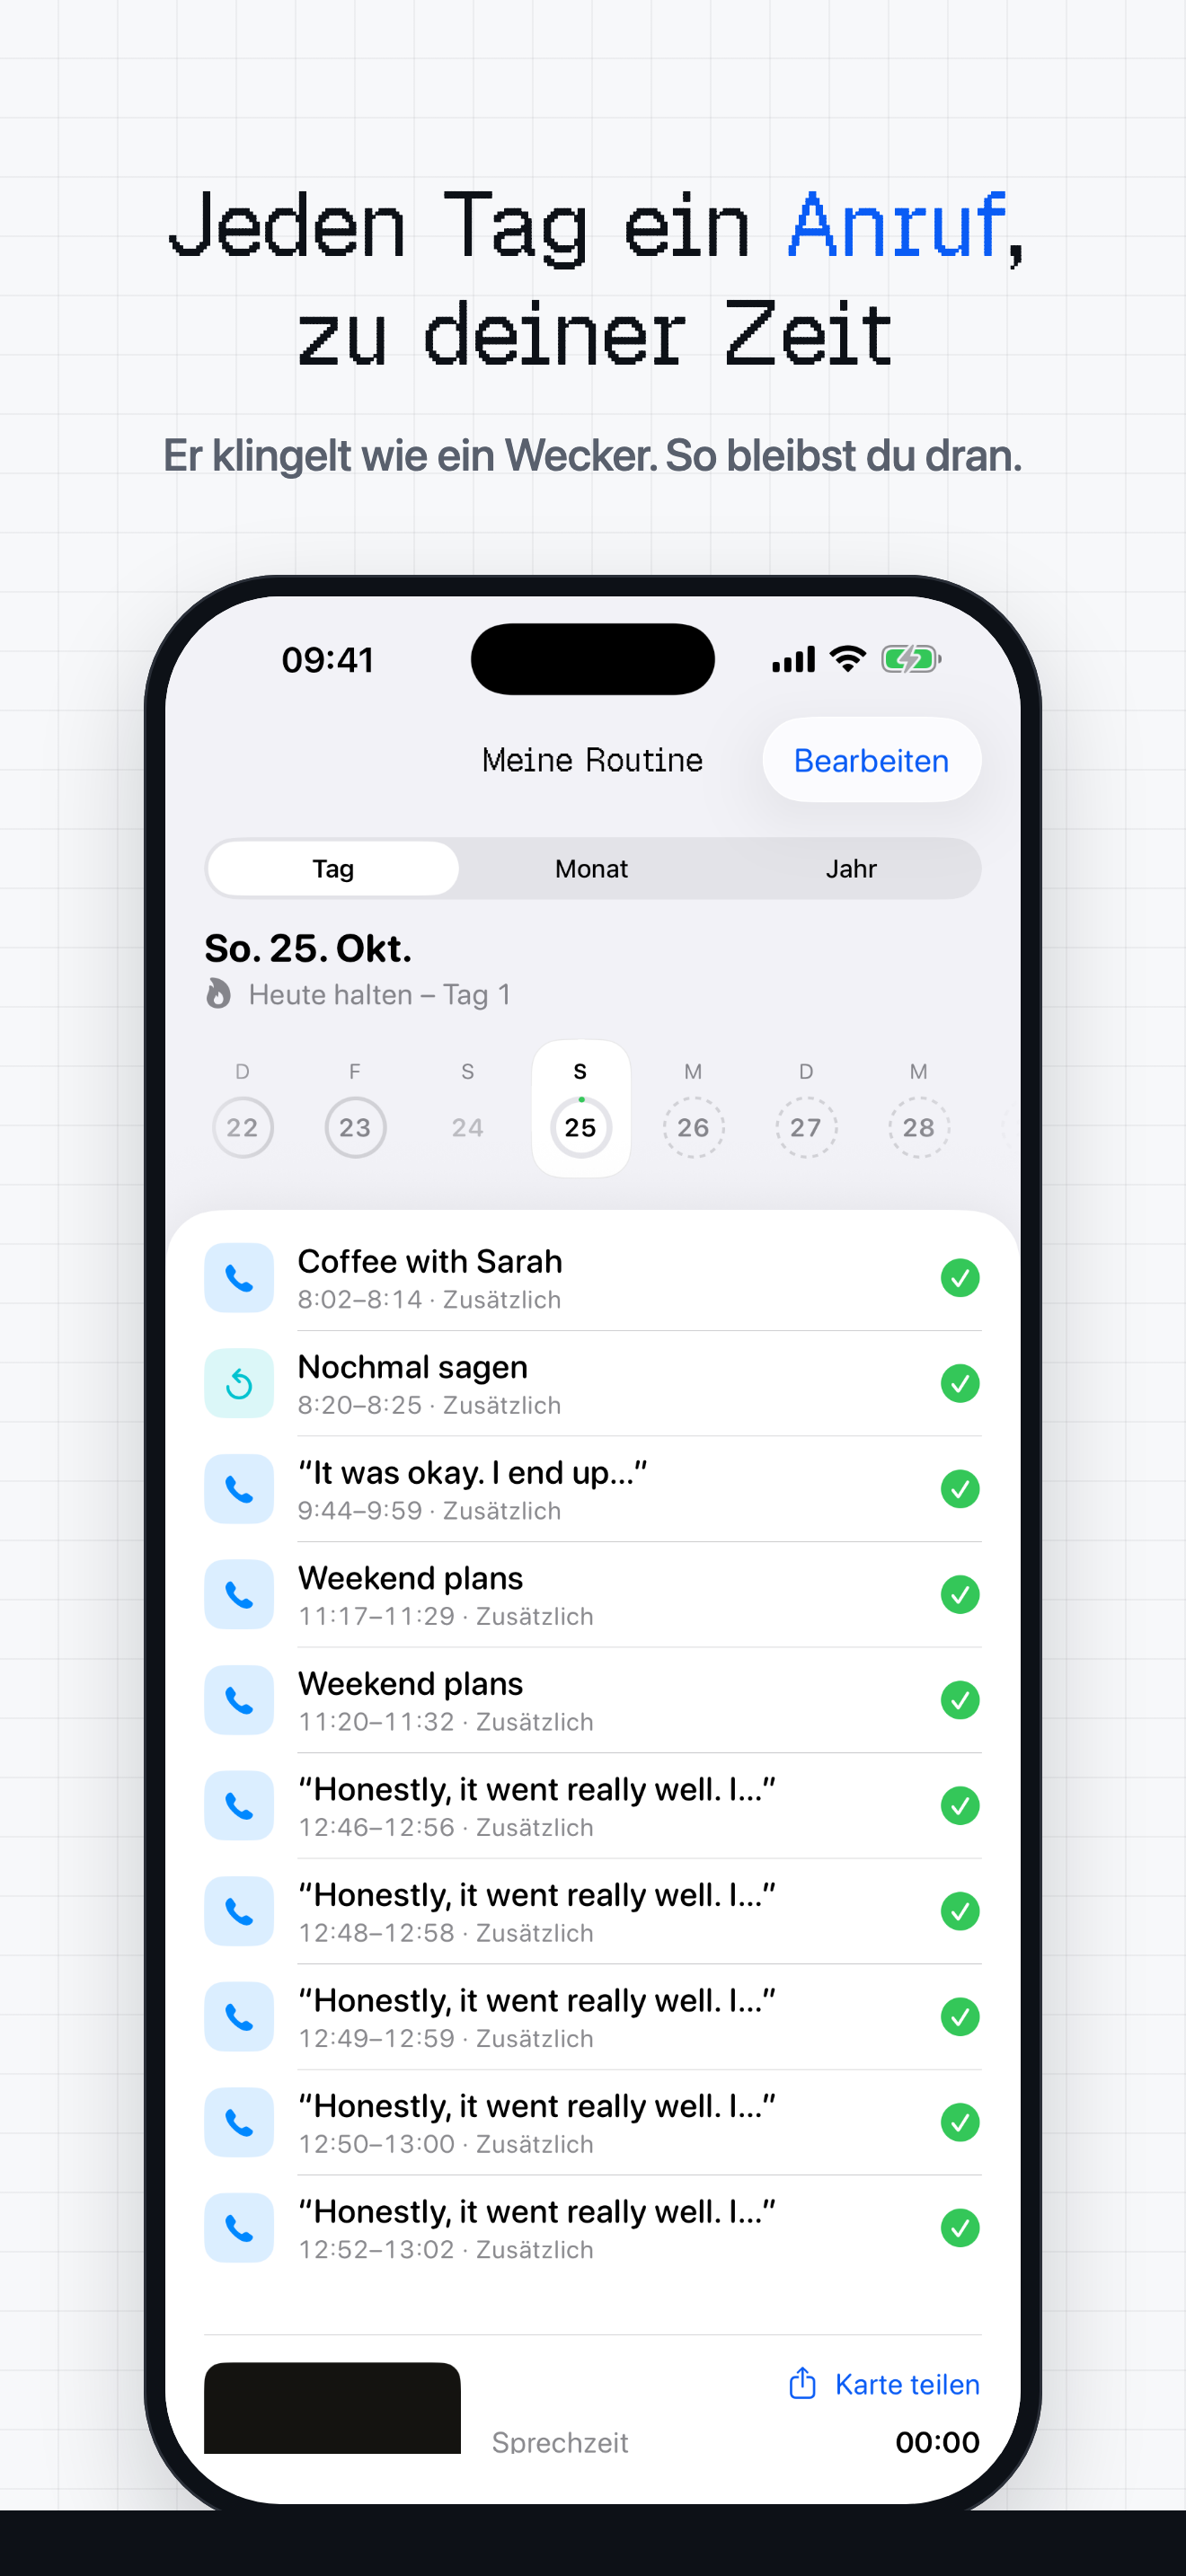 Jeden Tag ein Anruf,
zu deiner Zeit
Er klingelt wie ein Wecker. So bleibst du dran.
09:41
Meine Routine
Bearbeiten
Tag Monat Jahr
So. 25. Okt.
Heute halten – Tag 1
D F S S M D M
22 23 24 25 26 27 28
Coffee with Sarah
8:02–8:14 · Zusätzlich
Nochmal sagen
8:20–8:25 · Zusätzlich
“It was okay. I end up...”
9:44–9:59 · Zusätzlich
Weekend plans
11:17–11:29 · Zusätzlich
Weekend plans
11:20–11:32 · Zusätzlich
“Honestly, it went really well. I...”
12:46–12:56 · Zusätzlich
“Honestly, it went really well. I...”
12:48–12:58 · Zusätzlich
“Honestly, it went really well. I...”
12:49–12:59 · Zusätzlich
“Honestly, it went really well. I...”
12:50–13:00 · Zusätzlich
“Honestly, it went really well. I...”
12:52–13:02 · Zusätzlich
Karte teilen
Sprechzeit 00:00